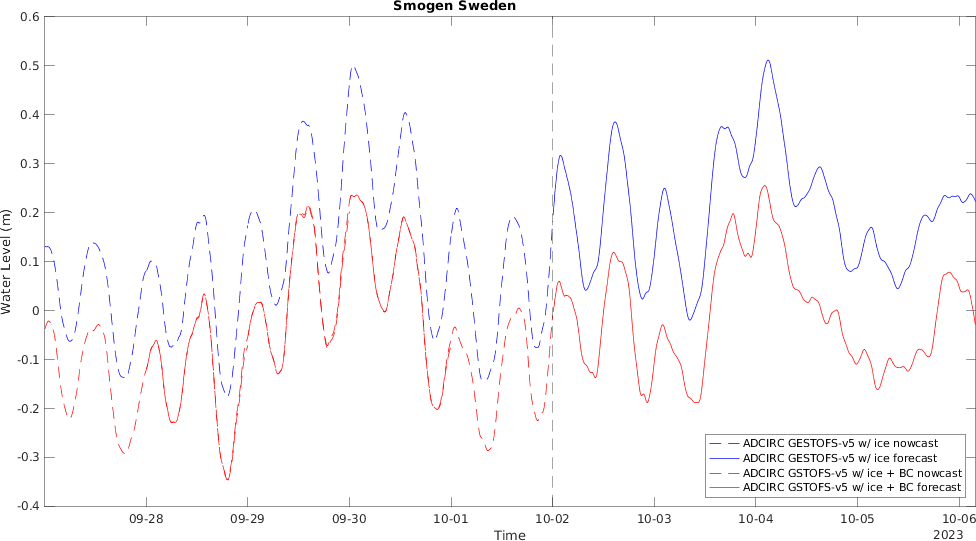 Smogen Sweden
0.6
0.5
0.4
0.3
0.2
0.1
0
-0.1
-0.2
-0.3
-0.4
Water Level (m)
ADCIRC GESTOFS-v5 w/ ice nowcast
ADCIRC GESTOFS-v5 w/ ice forecast
ADCIRC GSTOFS-v5 w/ ice + BC nowcast
ADCIRC GSTOFS-v5 w/ ice + BC forecast
09-28 09-29 09-30 10-01 10-02 10-03 10-04 10-05 10-06
Time
2023